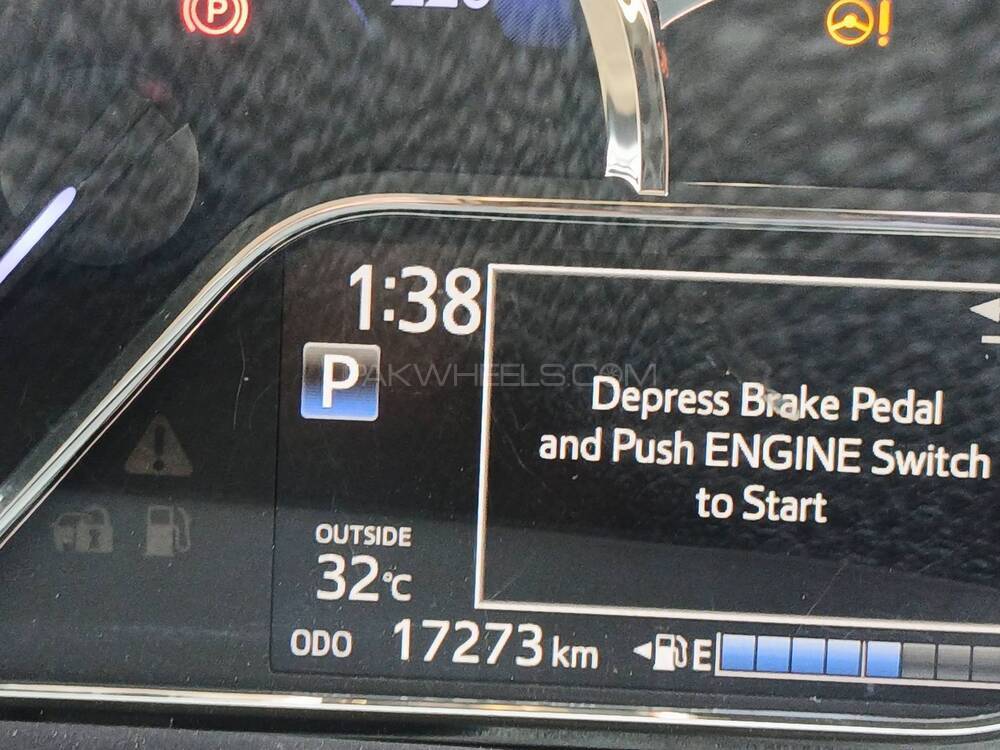 P
1:38
P
PAKWHEELS.COM
Depress Brake Pedal
and Push ENGINE Switch
to Start
OUTSIDE
32°C
ODO 17273 km
E